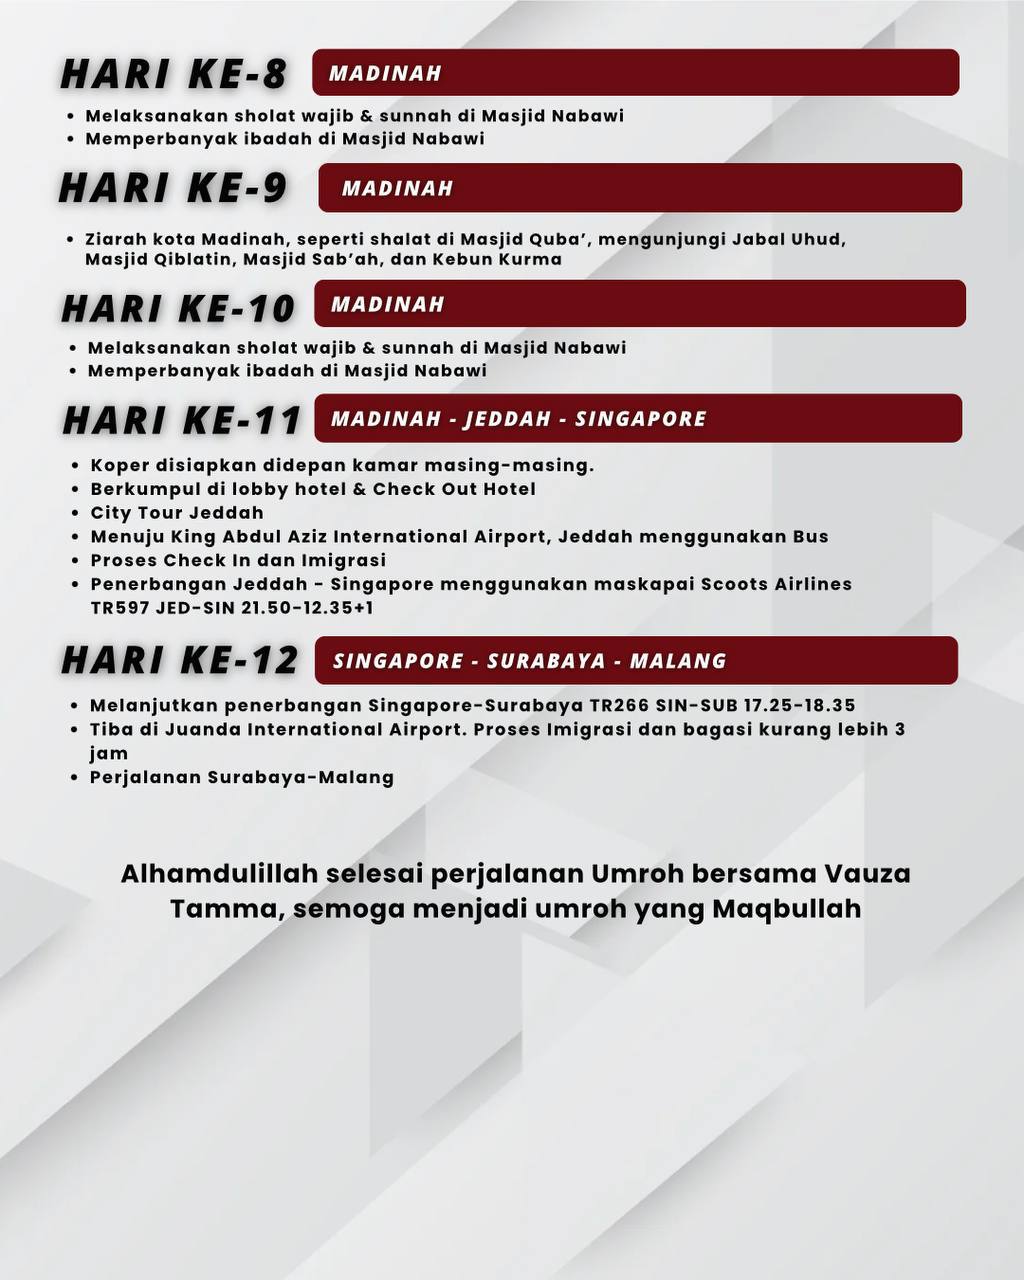 HARI KE-8 MADINAH
• Melaksanakan sholat wajib & sunnah di Masjid Nabawi
• Memperbanyak ibadah di Masjid Nabawi
HARI KE-9 MADINAH
• Ziarah kota Madinah, seperti shalat di Masjid Quba’, mengunjungi Jabal Uhud,
Masjid Qiblatin, Masjid Sab’ah, dan Kebun Kurma
HARI KE-10 MADINAH
• Melaksanakan sholat wajib & sunnah di Masjid Nabawi
• Memperbanyak ibadah di Masjid Nabawi
HARI KE-11 MADINAH - JEDDAH - SINGAPORE
• Koper disiapkan didepan kamar masing-masing.
• Berkumpul di lobby hotel & Check Out Hotel
• City Tour Jeddah
• Menuju King Abdul Aziz International Airport, Jeddah menggunakan Bus
• Proses Check In dan Imigrasi
• Penerbangan Jeddah - Singapore menggunakan maskapai Scoots Airlines
TR597 JED-SIN 21.50-12.35+1
HARI KE-12 SINGAPORE - SURABAYA - MALANG
• Melanjutkan penerbangan Singapore-Surabaya TR266 SIN-SUB 17.25-18.35
• Tiba di Juanda International Airport. Proses Imigrasi dan bagasi kurang lebih 3
jam
• Perjalanan Surabaya-Malang
Alhamdulillah selesai perjalanan Umroh bersama Vauza
Tamma, semoga menjadi umroh yang Maqbullah